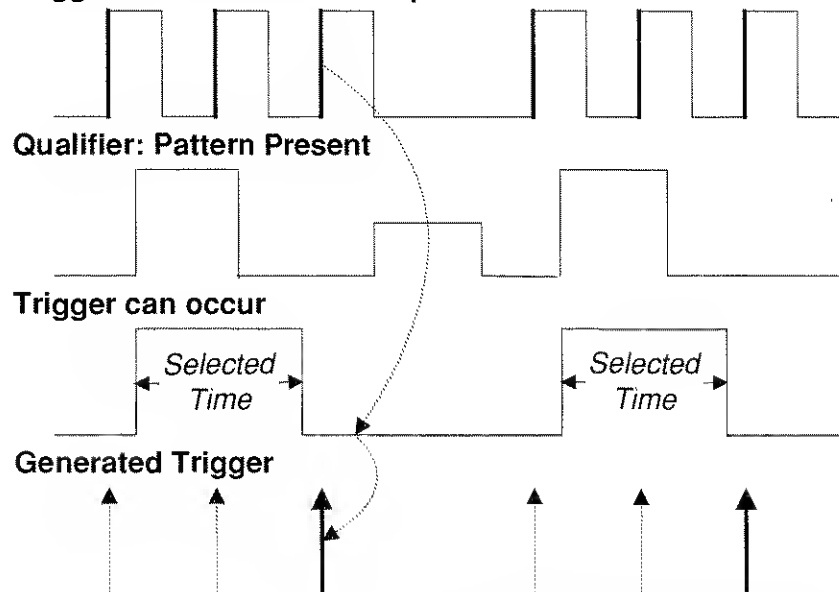 Qualifier: Pattern Present
Trigger can occur
Selected
Time
Selected
Time
Generated Trigger